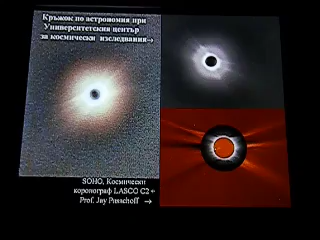 Кръжок по астрономия при
Университетския център
за космически изследвания→
SOHO, Космически
коронограф LASCO C2
Prof. Jay Pasachoff →